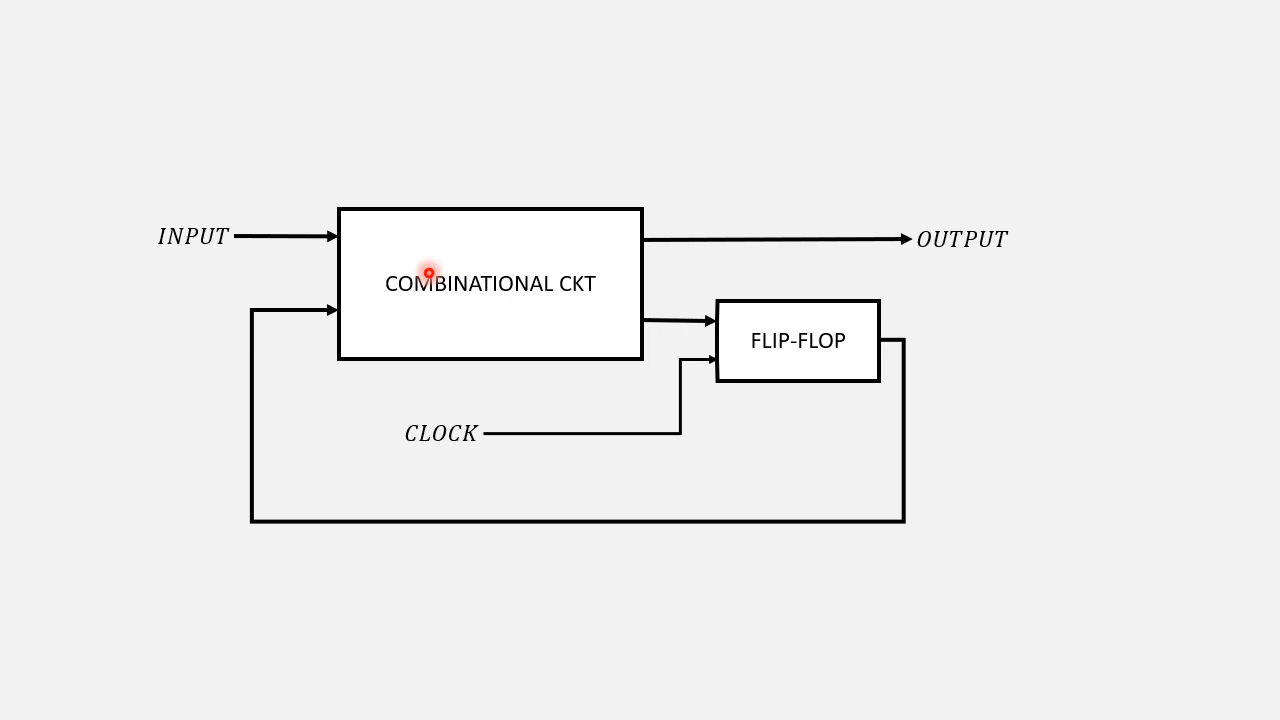 INPUT
OUTPUT
COMBINATIONAL CKT
FLIP-FLOP
CLOCK